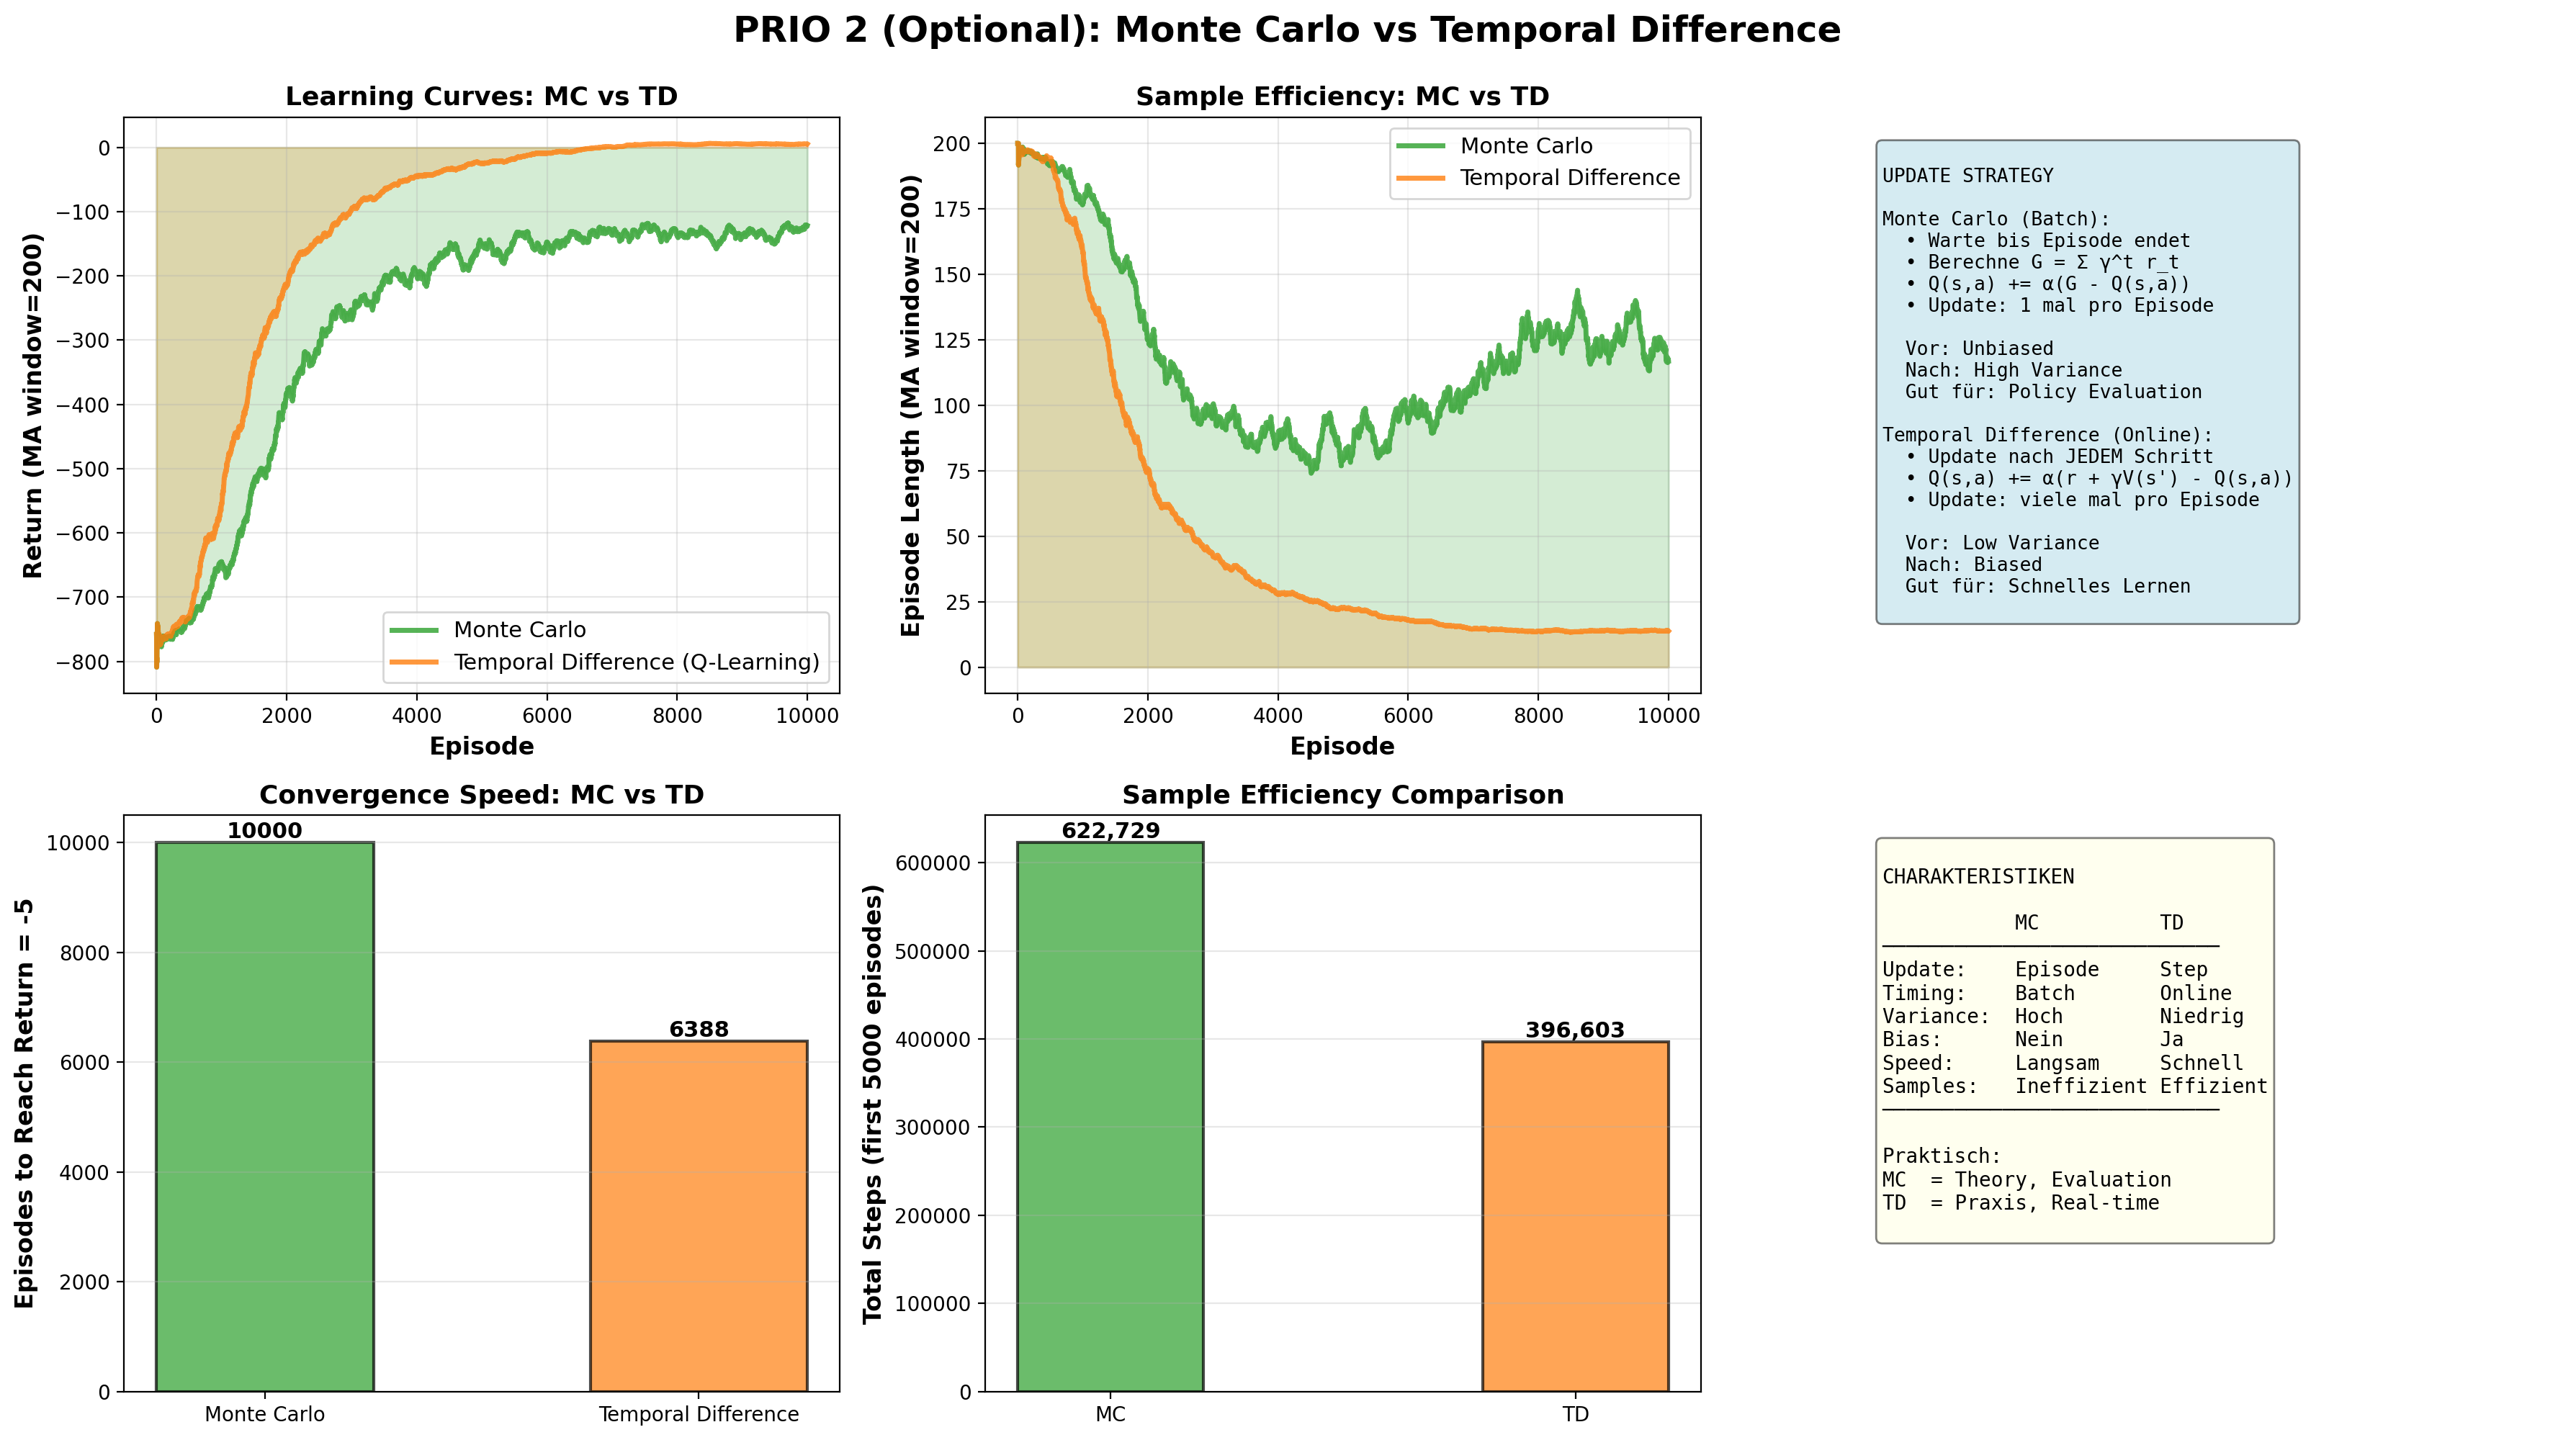 PRIO 2 (Optional): Monte Carlo vs Temporal Difference
Learning Curves: MC vs TD
Return (MA window=200)
0
−100
−200
−300
−400
−500
−600
−700
−800
Monte Carlo
Temporal Difference (Q-Learning)
0 2000 4000 6000 8000 10000
Episode
Sample Efficiency: MC vs TD
Episode Length (MA window=200)
200
175
150
125
100
75
50
25
0
Monte Carlo
Temporal Difference
0 2000 4000 6000 8000 10000
Episode
UPDATE STRATEGY
Monte Carlo (Batch):
• Warte bis Episode endet
• Berechne G = Σ γ^t r_t
• Q(s,a) += α(G - Q(s,a))
• Update: 1 mal pro Episode
Vor: Unbiased
Nach: High Variance
Gut für: Policy Evaluation
Temporal Difference (Online):
• Update nach JEDEM Schritt
• Q(s,a) += α(r + γV(s') - Q(s,a))
• Update: viele mal pro Episode
Vor: Low Variance
Nach: Biased
Gut für: Schnelles Lernen
Convergence Speed: MC vs TD
Episodes to Reach Return = -5
10000
8000
6000
4000
2000
0
10000
6388
Monte Carlo Temporal Difference
Sample Efficiency Comparison
Total Steps (first 5000 episodes)
600000
500000
400000
300000
200000
100000
0
622,729
396,603
MC TD
CHARAKTERISTIKEN
MC TD
Update: Episode Step
Timing: Batch Online
Variance: Hoch Niedrig
Bias: Nein Ja
Speed: Langsam Schnell
Samples: Ineffizient Effizient
Praktisch:
MC = Theory, Evaluation
TD = Praxis, Real-time